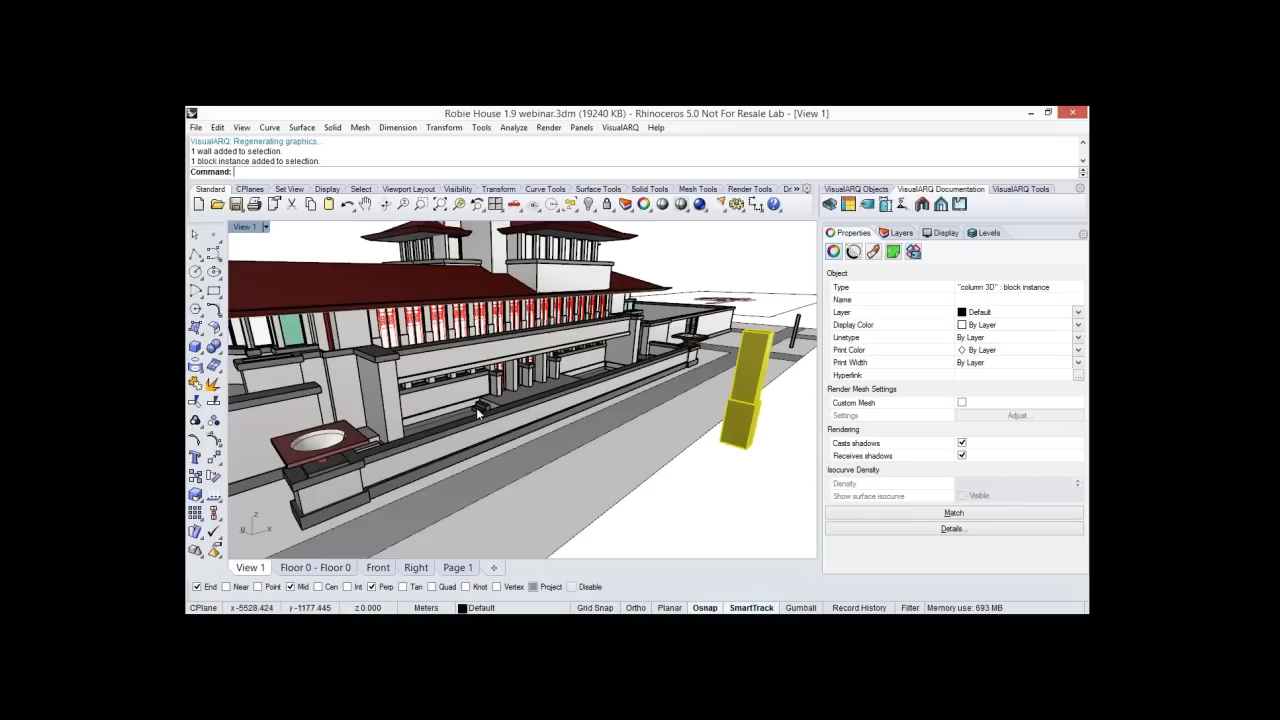 Robie House 1.9 webinar.3dm (19240 KB) - Rhinoceros 5.0 Not For Resale Lab - [View 1]
File Edit View Curve Surface Solid Mesh Dimension Transform Tools Analyze Render Panels VisualARQ Help
VisualARQ: Regenerating graphics...
1 wall added to selection.
1 block instance added to selection.
Command:
Standard CPlanes Set View Display Select Viewport Layout Visibility Transform Curve Tools Surface Tools Solid Tools Mesh Tools Render Tools Dr »
VisualARQ Objects VisualARQ Documentation VisualARQ Tools
View 1
Properties Layers Display Levels
Object
Type "column 3D" : block instance
Name
Layer Default
Display Color By Layer
Linetype By Layer
Print Color By Layer
Print Width By Layer
Hyperlink ...
Render Mesh Settings
Custom Mesh
Settings Adjust...
Rendering
Casts shadows
Receives shadows
Isocurve Density
Density
Show surface isocurve Visible
Match
Details...
z
x
View 1 Floor 0 - Floor 0 Front Right Page 1
End Near Point Mid Cen Int Perp Tan Quad Knot Vertex Project Disable
CPlane x -5528.424 y -1177.445 z 0.000 Meters Default Grid Snap Ortho Planar Osnap SmartTrack Gumball Record History Filter Memory use: 693 MB